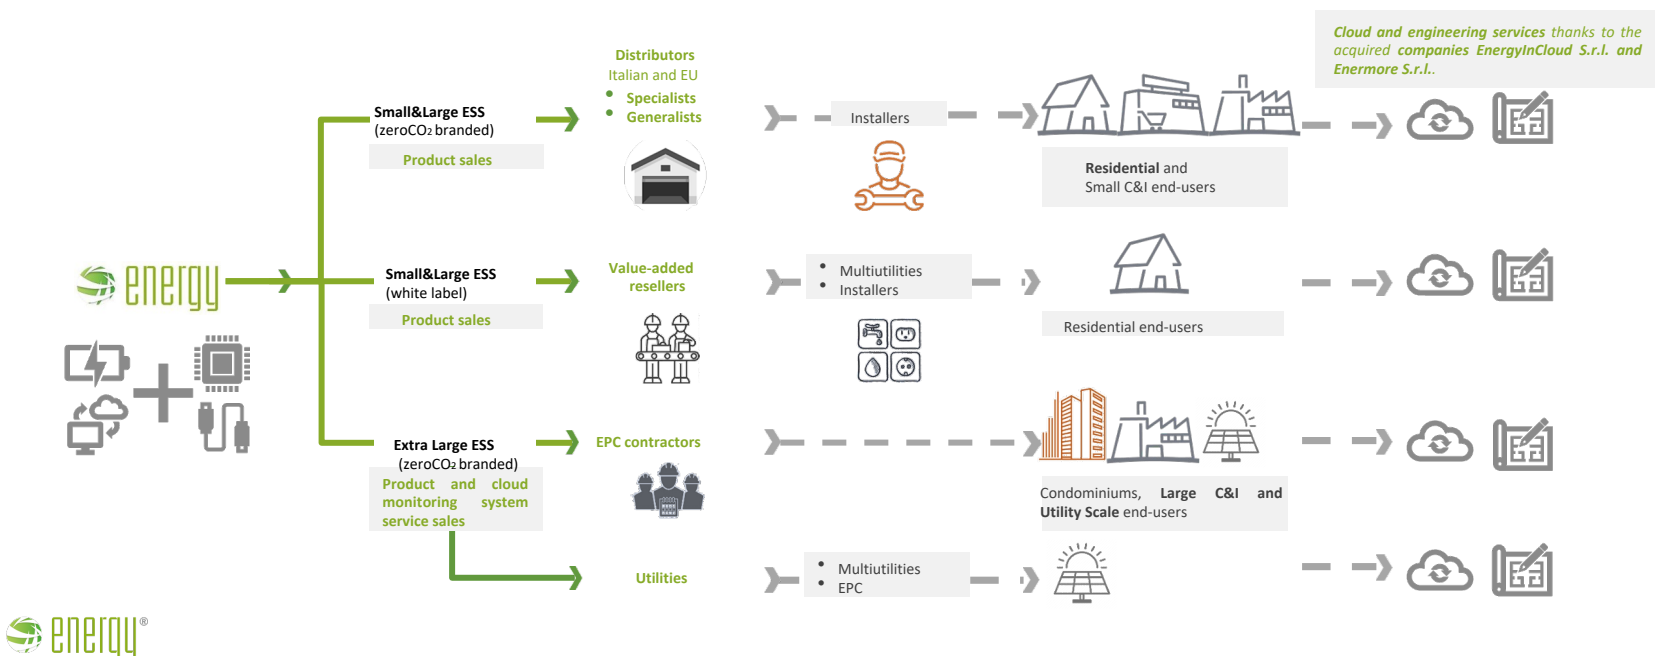 Cloud and engineering services thanks to the
acquired companies EnergyInCloud S.r.l. and
Enermore S.r.l..
Distributors
Italian and EU
• Specialists
• Generalists
Small&Large ESS
(zeroCO2 branded)
Product sales
Installers
Residential and
Small C&I end-users
energy
Small&Large ESS
(white label)
Product sales
Value-added
resellers
• Multiutilities
• Installers
Residential end-users
Extra Large ESS
(zeroCO2 branded)
Product and cloud
monitoring system
service sales
EPC contractors
Condominiums, Large C&I and
Utility Scale end-users
Utilities
• Multiutilities
• EPC
energy®